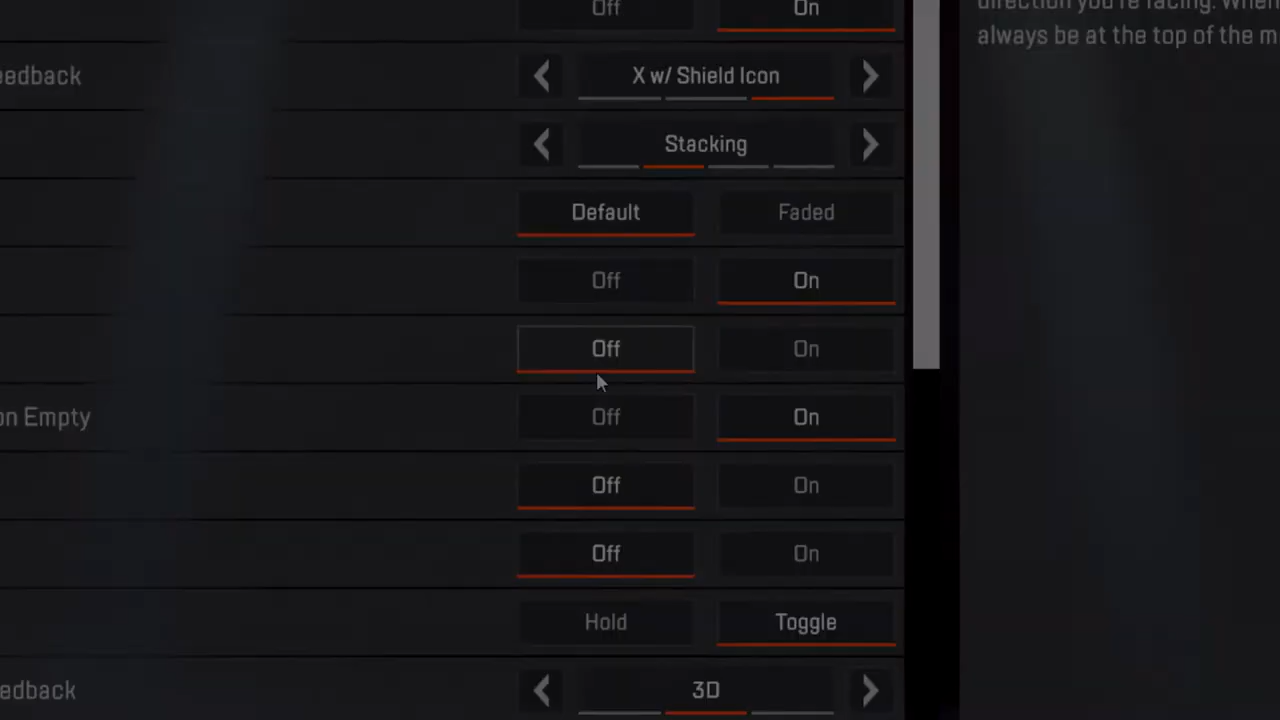 Off On
direction you're facing. When
always be at the top of the m
eedback X w/ Shield Icon
Stacking
Default Faded
Off On
Off On
on Empty Off On
Off On
Off On
Hold Toggle
edback 3D